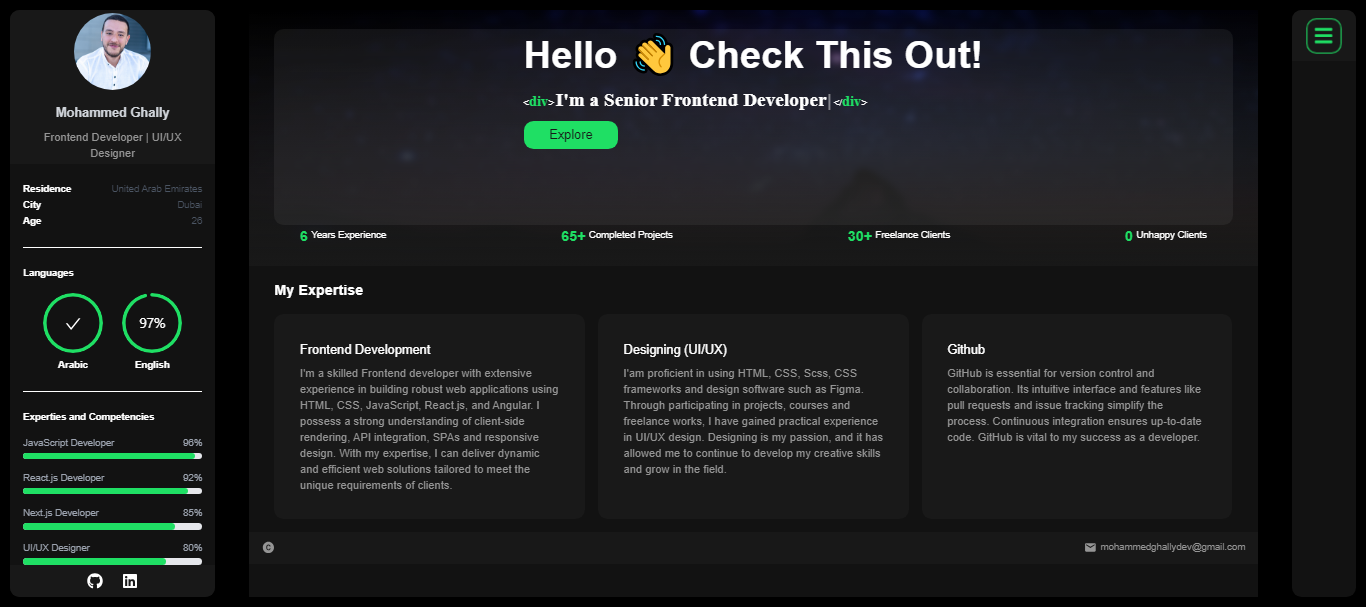 Mohammed Ghally
Frontend Developer | UI/UX
Designer
Residence United Arab Emirates
City Dubai
Age 26
Languages
97%
Arabic English
Experties and Competencies
JavaScript Developer 96%
React.js Developer 92%
Next.js Developer 85%
UI/UX Designer 80%
Hello 👋 Check This Out!
<div>I'm a Senior Frontend Developer|</div>
Explore
6 Years Experience 65+ Completed Projects 30+ Freelance Clients 0 Unhappy Clients
My Expertise
Frontend Development
I'm a skilled Frontend developer with extensive
experience in building robust web applications using
HTML, CSS, JavaScript, React.js, and Angular. I
possess a strong understanding of client-side
rendering, API integration, SPAs and responsive
design. With my expertise, I can deliver dynamic
and efficient web solutions tailored to meet the
unique requirements of clients.
Designing (UI/UX)
I'am proficient in using HTML, CSS, Scss, CSS
frameworks and design software such as Figma.
Through participating in projects, courses and
freelance works, I have gained practical experience
in UI/UX design. Designing is my passion, and it has
allowed me to continue to develop my creative skills
and grow in the field.
Github
GitHub is essential for version control and
collaboration. Its intuitive interface and features like
pull requests and issue tracking simplify the
process. Continuous integration ensures up-to-date
code. GitHub is vital to my success as a developer.
© mohammedghallydev@gmail.com